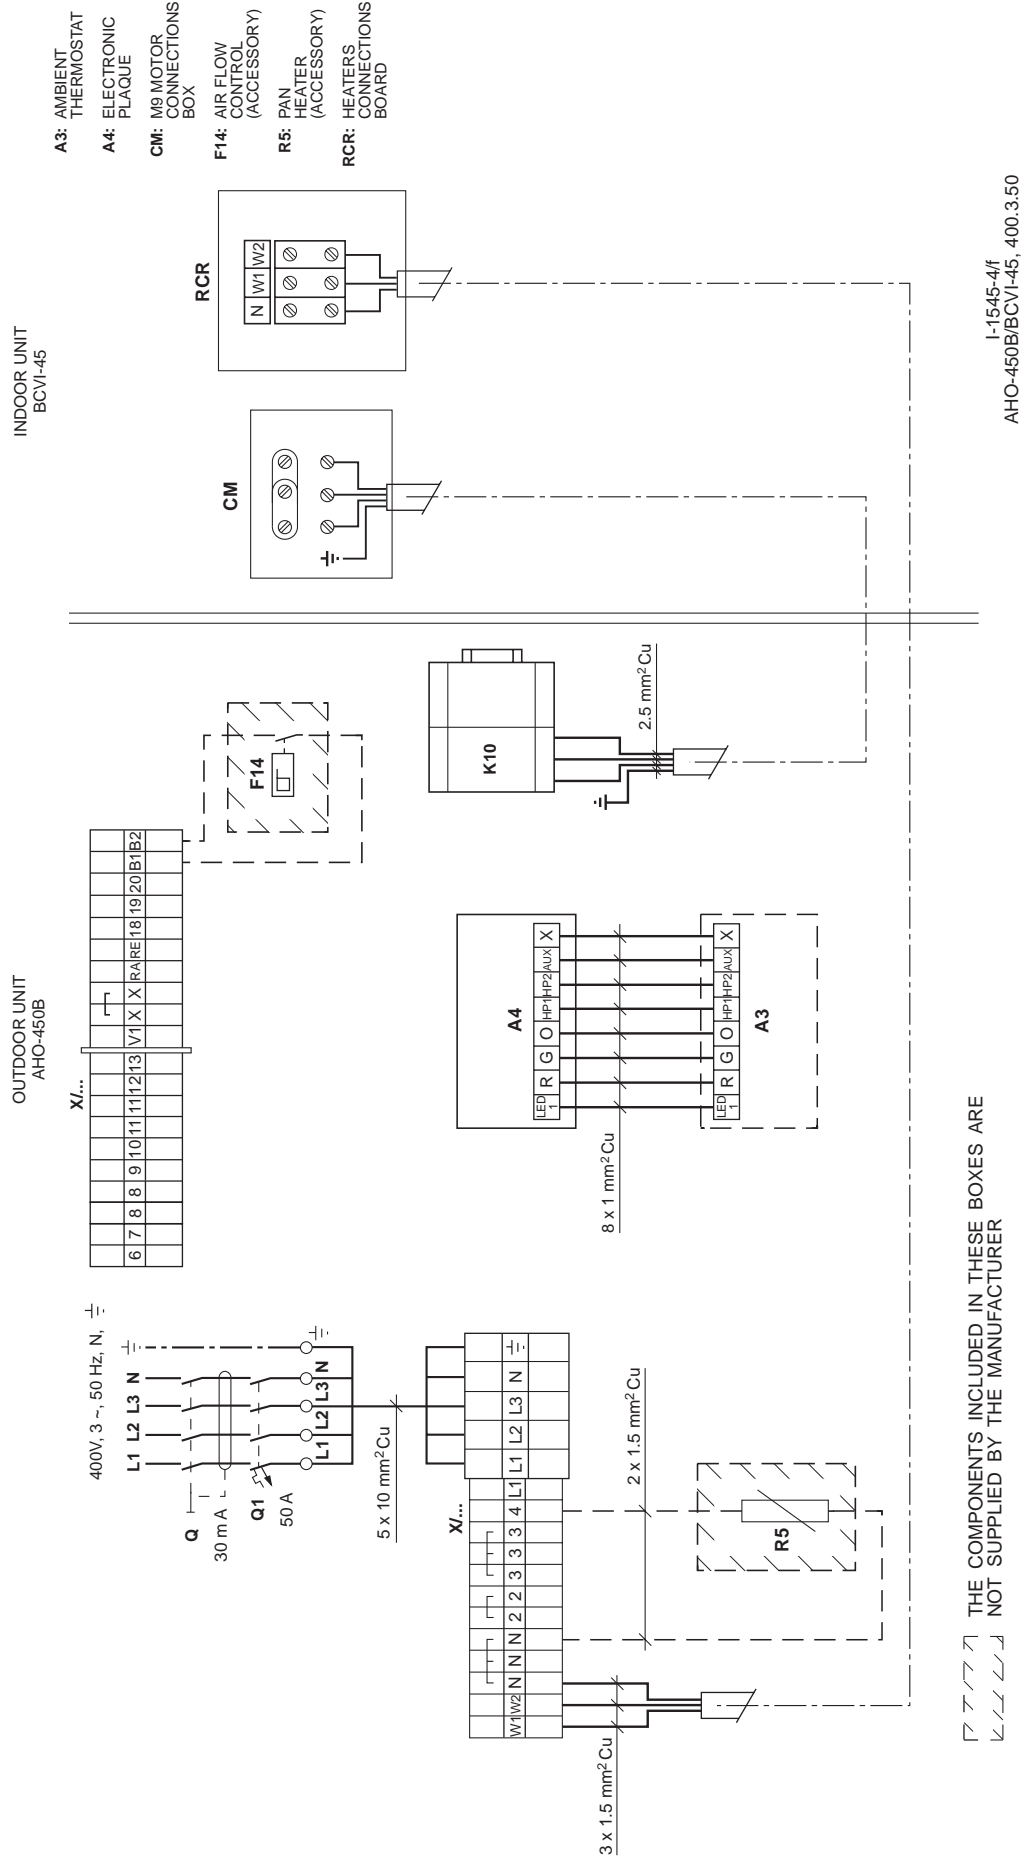 OUTDOOR UNIT
AHO-450B
INDOOR UNIT
BCVI-45
A3: AMBIENT
THERMOSTAT
A4: ELECTRONIC
PLAQUE
CM: M9 MOTOR
CONNECTIONS
BOX
F14: AIR FLOW
CONTROL
(ACCESSORY)
R5: PAN
HEATER
(ACCESSORY)
RCR: HEATERS
CONNECTIONS
BOARD
400V, 3 ~, 50 Hz, N,
L1 L2 L3 N
Q
30 m A
Q1
50 A
L1 L2 L3 N
5 x 10 mm² Cu
X/...
6 7 8 8 9 10 11 11 12 13 V1 X X RA RE 18 19 20 B1 B2
F14
X/...
W1 W2 N N N 2 2 3 3 3 4 L1 L1 L2 L3 N
3 x 1.5 mm² Cu
2 x 1.5 mm² Cu
R5
A4
LED 1 R G O HP1 HP2 AUX X
8 x 1 mm² Cu
LED 1 R G O HP1 HP2 AUX X
A3
K10
2.5 mm² Cu
CM
RCR
N W1 W2
THE COMPONENTS INCLUDED IN THESE BOXES ARE
NOT SUPPLIED BY THE MANUFACTURER
I-1545-4/f
AHO-450B/BCVI-45, 400.3.50